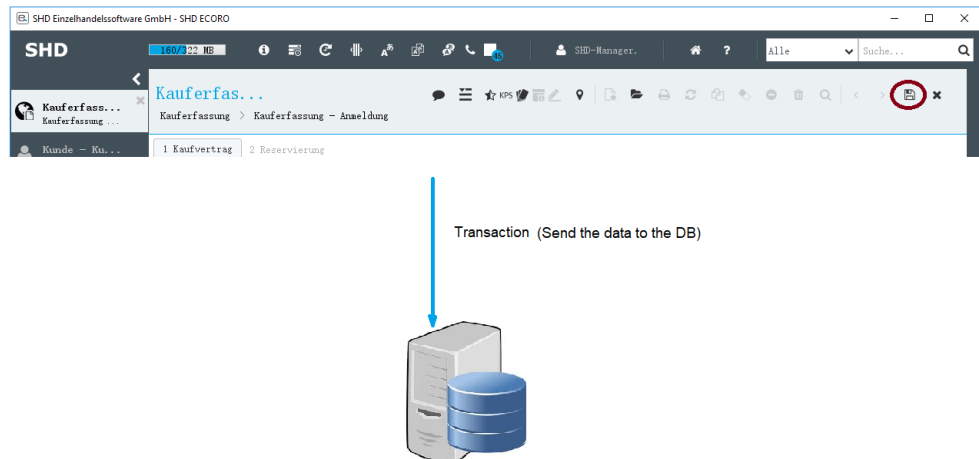 SHD Einzelhandelssoftware GmbH - SHD ECORO
SHD 160/322 MB SHD-Manager. ? Alle Suche...
Kauferfass...
Kauferfassung ...
Kauferfas...
KPS
Kauferfassung > Kauferfassung - Anmeldung
Kunde - Ku...
1 Kaufvertrag 2 Reservierung
Transaction (Send the data to the DB)